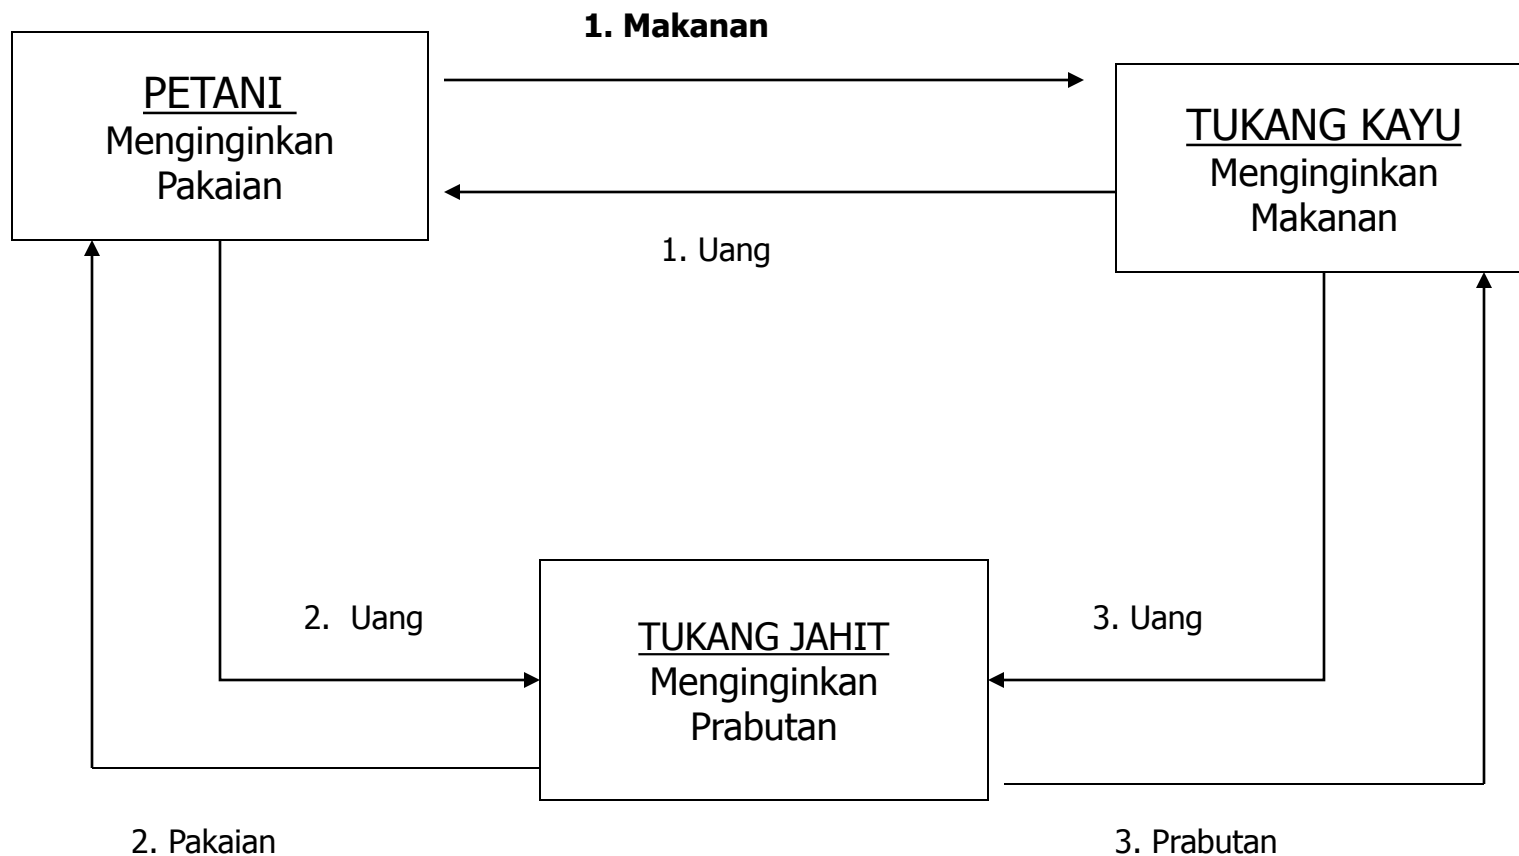 1. Makanan
PETANI
Menginginkan
Pakaian
TUKANG KAYU
Menginginkan
Makanan
1. Uang
2. Uang
TUKANG JAHIT
Menginginkan
Prabutan
3. Uang
2. Pakaian
3. Prabutan